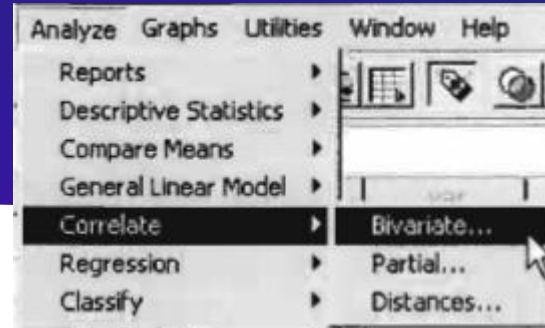 Analyze Graphs Utilities Window Help
Reports
Descriptive Statistics
Compare Means
General Linear Model
var
Correlate Bivariate...
Regression Partial...
Classify Distances...